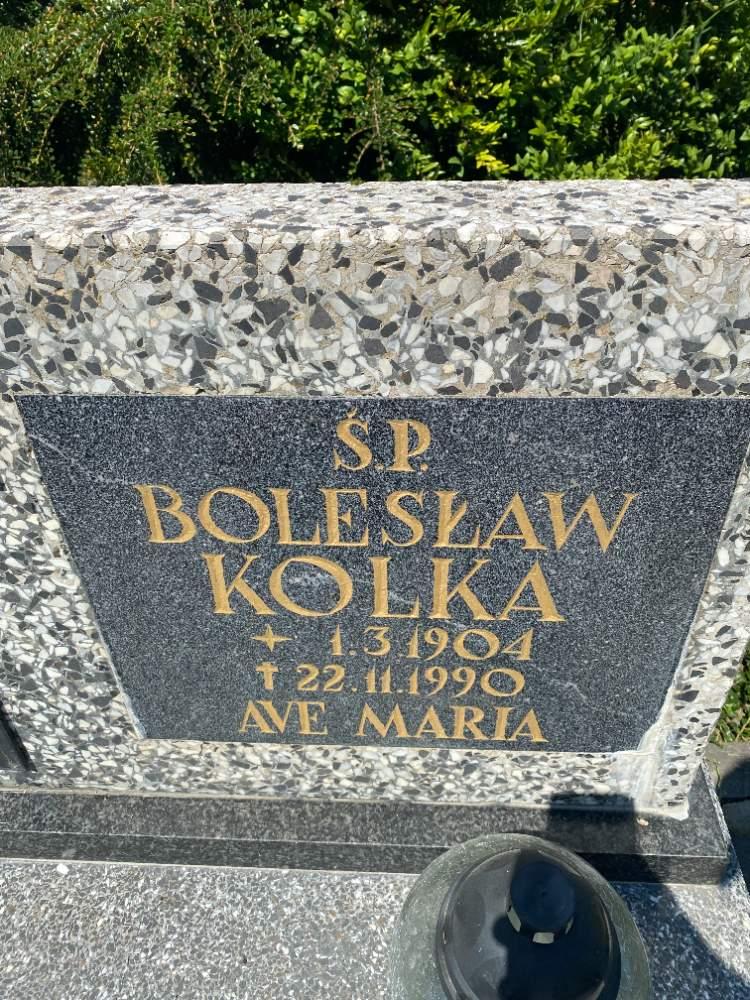 Ś.P.
BOLESŁAW
KOLKA
✦ 1.3.1904
✝ 22.11.1990
AVE MARIA